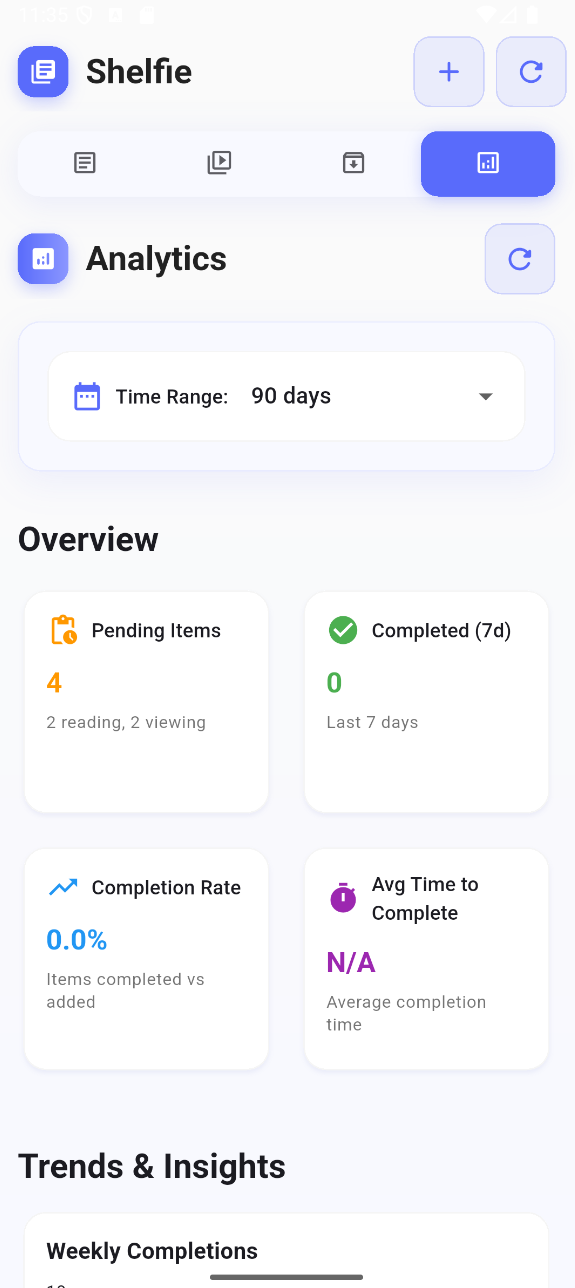 11:35
Shelfie
Analytics
Time Range: 90 days
Overview
Pending Items
4
2 reading, 2 viewing
Completed (7d)
0
Last 7 days
Completion Rate
0.0%
Items completed vs
added
Avg Time to
Complete
N/A
Average completion
time
Trends & Insights
Weekly Completions